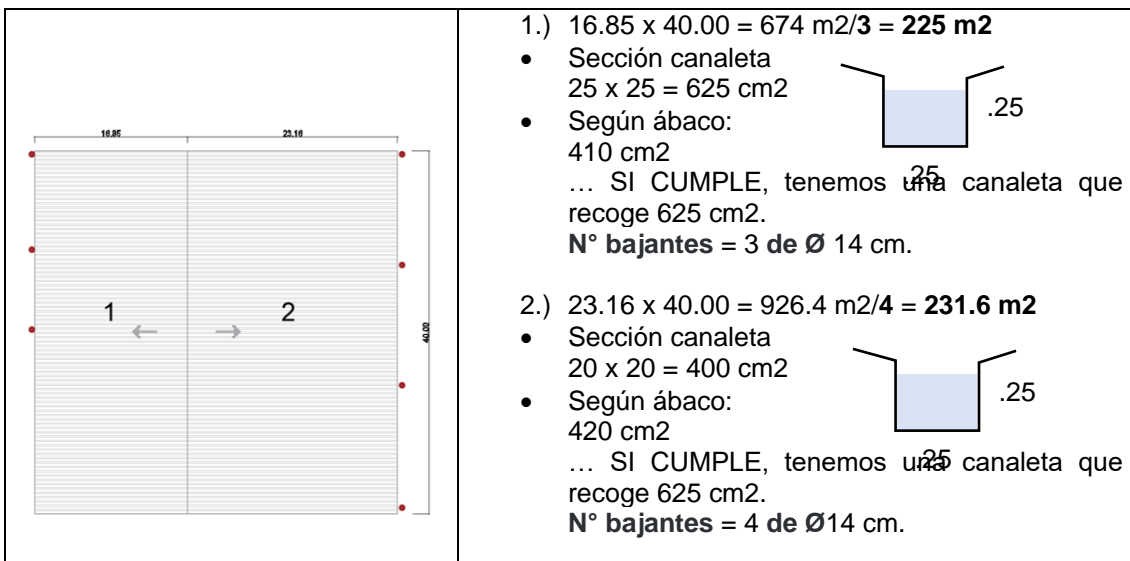 16.85
23.16
1
2
40.00
1.) 16.85 x 40.00 = 674 m2/3 = 225 m2
• Sección canaleta
25 x 25 = 625 cm2
.25
.25
• Según ábaco:
410 cm2
… SI CUMPLE, tenemos una canaleta que
recoge 625 cm2.
N° bajantes = 3 de Ø 14 cm.
2.) 23.16 x 40.00 = 926.4 m2/4 = 231.6 m2
• Sección canaleta
20 x 20 = 400 cm2
.25
.25
• Según ábaco:
420 cm2
… SI CUMPLE, tenemos una canaleta que
recoge 625 cm2.
N° bajantes = 4 de Ø14 cm.